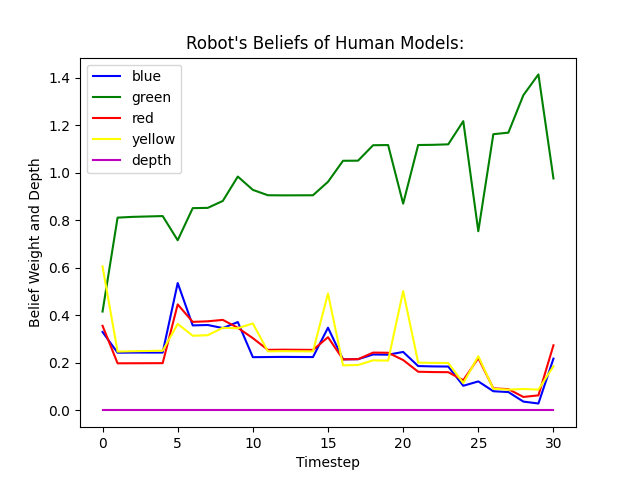 Robot's Beliefs of Human Models:
blue
green
red
yellow
depth
Belief Weight and Depth
1.4
1.2
1.0
0.8
0.6
0.4
0.2
0.0
0 5 10 15 20 25 30
Timestep